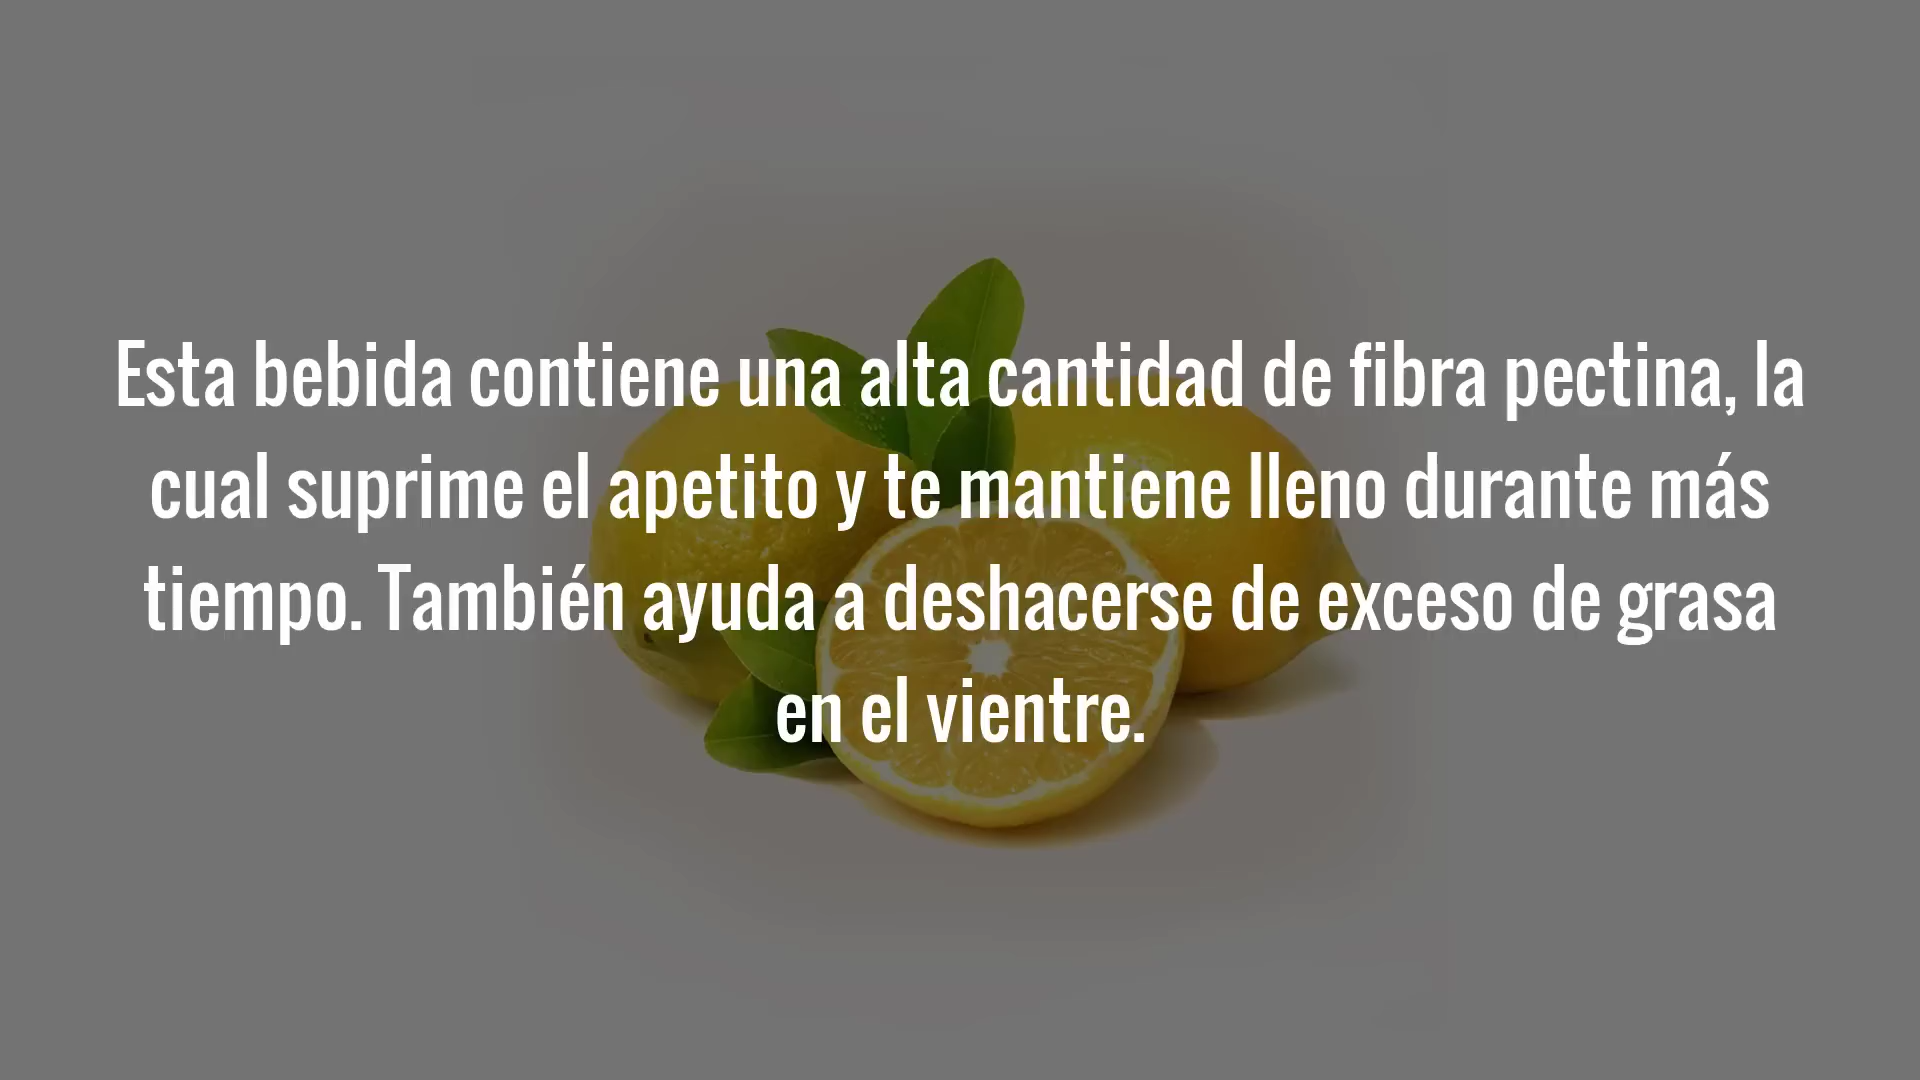 Esta bebida contiene una alta cantidad de fibra pectina, la
cual suprime el apetito y te mantiene lleno durante más
tiempo. También ayuda a deshacerse de exceso de grasa
en el vientre.